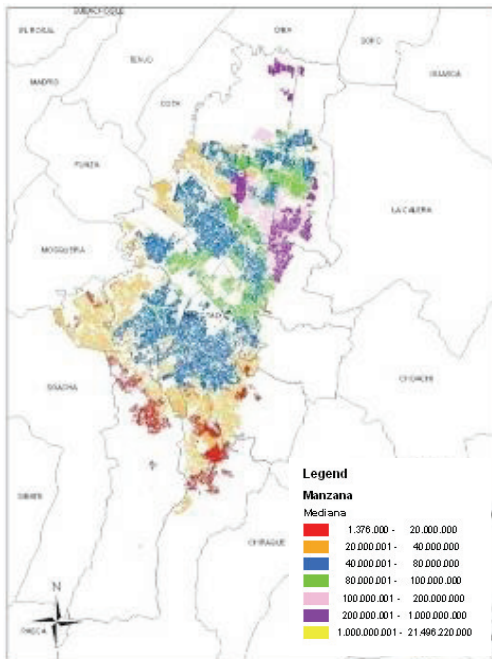 SUBACHOQUE
EL ROSAL
CHIA
SOPO
TENJO
GUASCA
MADRID
COTA
FUNZA
LA CALERA
MOSQUERA
SOACHA
CHOACHI
SIBATE
CHIPAQUE
PASCA
N
Legend
Manzana
Mediana
1.376.000 - 20.000.000
20.000.001 - 40.000.000
40.000.001 - 80.000.000
80.000.001 - 100.000.000
100.000.001 - 200.000.000
200.000.001 - 1.000.000.000
1.000.000.001 - 21.496.220.000